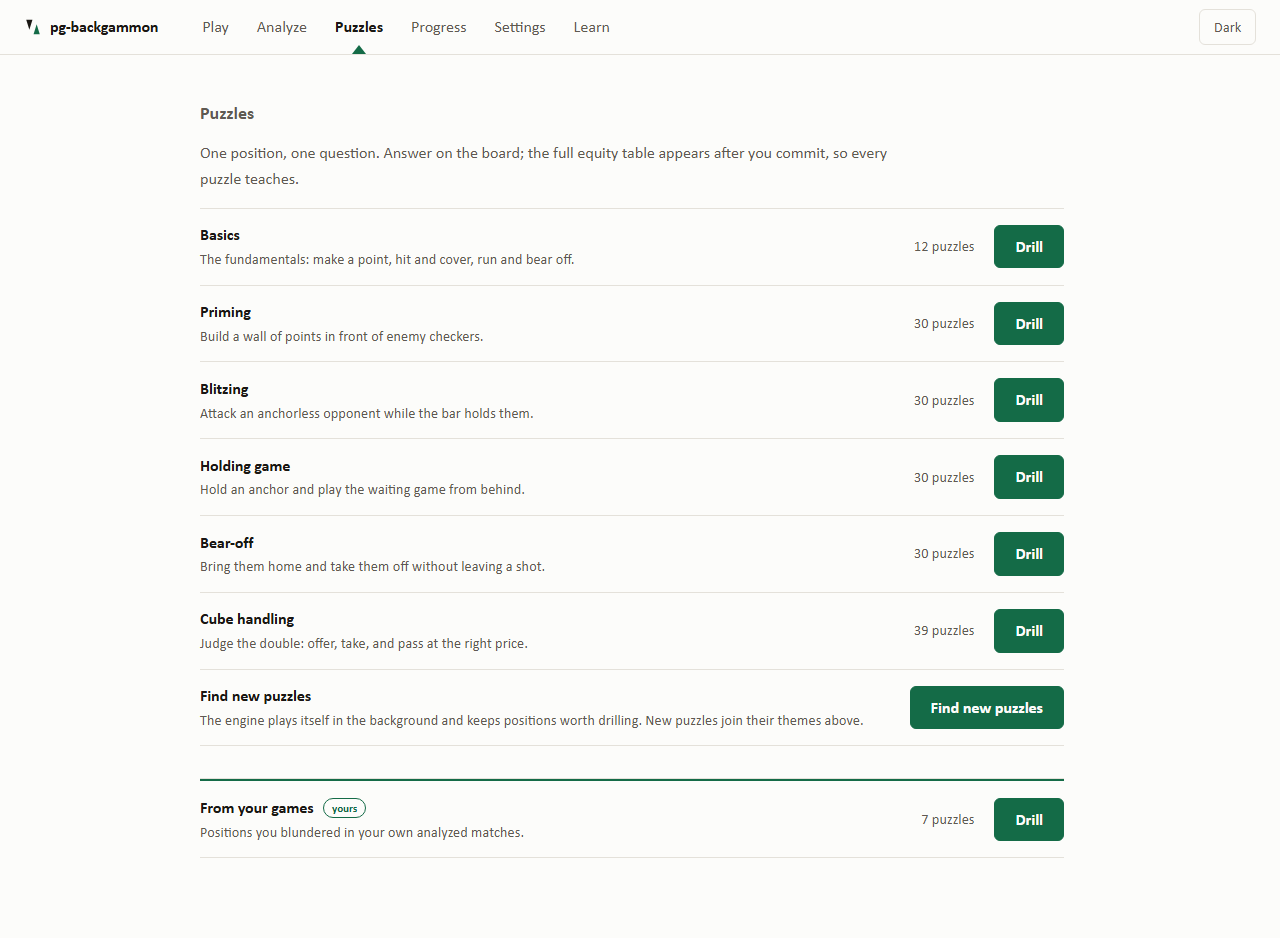 pg-backgammon Play Analyze Puzzles Progress Settings Learn Dark
Puzzles
One position, one question. Answer on the board; the full equity table appears after you commit, so every
puzzle teaches.
Basics
The fundamentals: make a point, hit and cover, run and bear off.
12 puzzles Drill
Priming
Build a wall of points in front of enemy checkers.
30 puzzles Drill
Blitzing
Attack an anchorless opponent while the bar holds them.
30 puzzles Drill
Holding game
Hold an anchor and play the waiting game from behind.
30 puzzles Drill
Bear-off
Bring them home and take them off without leaving a shot.
30 puzzles Drill
Cube handling
Judge the double: offer, take, and pass at the right price.
39 puzzles Drill
Find new puzzles
The engine plays itself in the background and keeps positions worth drilling. New puzzles join their themes above.
Find new puzzles
From your games yours
Positions you blundered in your own analyzed matches.
7 puzzles Drill